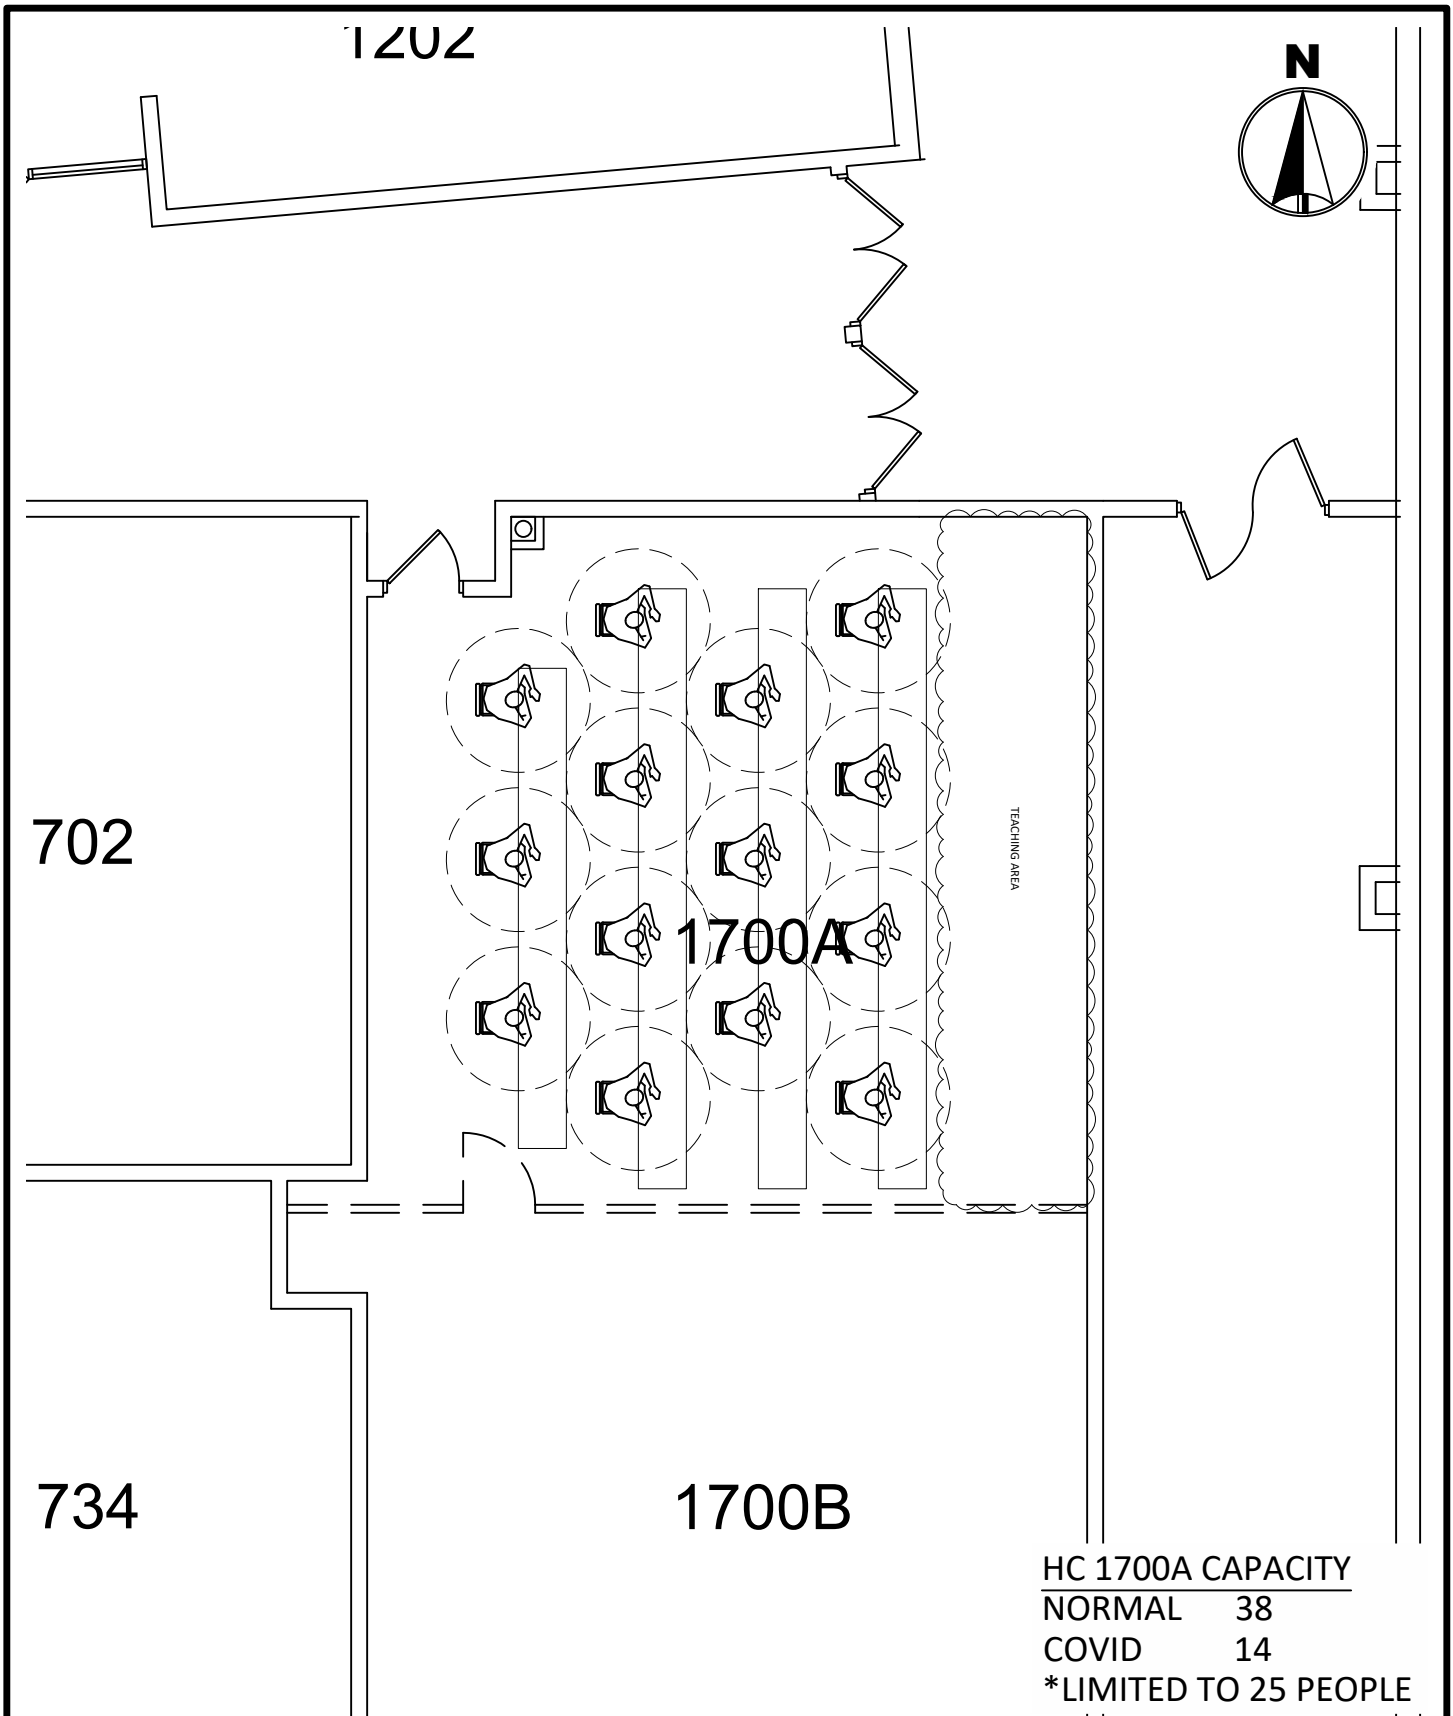 1202
N
702
TEACHING AREA
1700A
734
1700B
HC 1700A CAPACITY
NORMAL 38
COVID 14
*LIMITED TO 25 PEOPLE